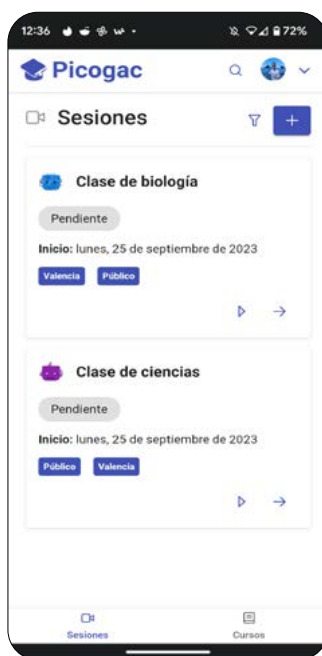 12:36
72%
Picogac
Sesiones
+
Clase de biología
Pendiente
Inicio: lunes, 25 de septiembre de 2023
Valencia Público
Clase de ciencias
Pendiente
Inicio: lunes, 25 de septiembre de 2023
Público Valencia
Sesiones Cursos